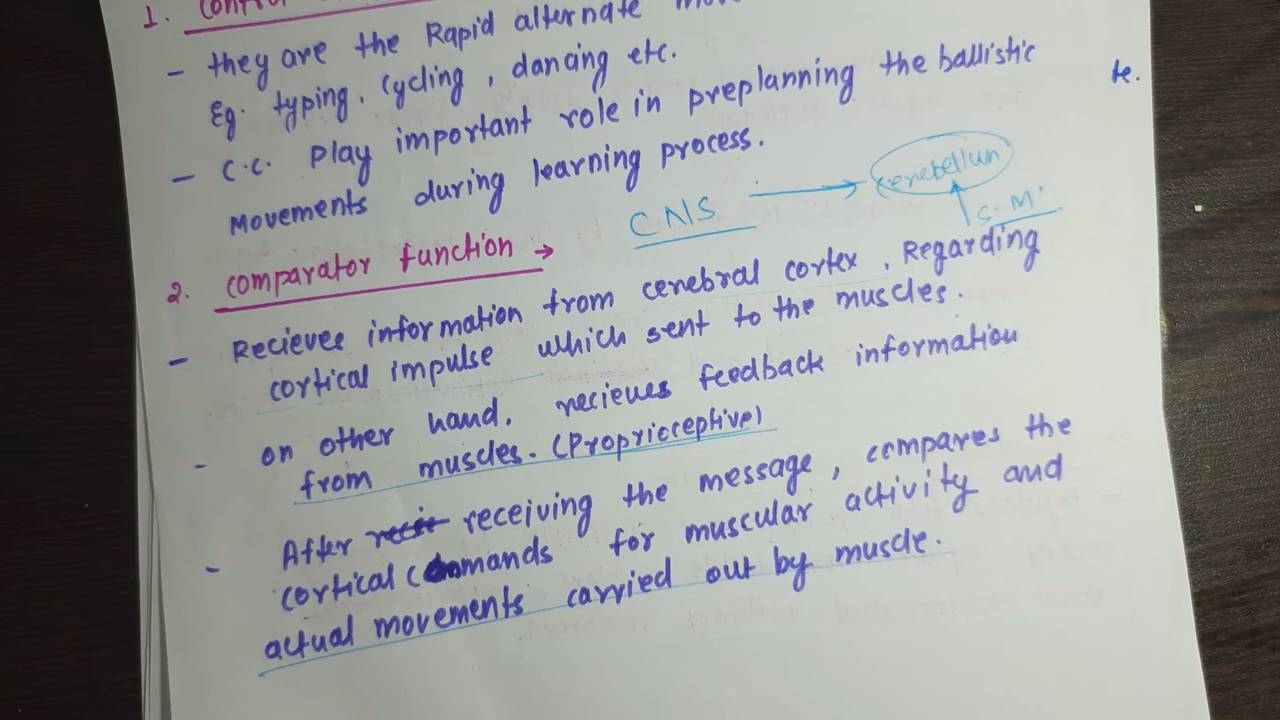 1. Control
- they are the Rapid alternate
Eg. typing, Cycling, dancing etc.
- C.C. Play important role in preplanning the ballistic
Movements during learning process.
te.
CNS → Cerebellum
S.M.
2. Comparator function →
- Recieves information from cerebral cortex, Regarding
cortical impulse which sent to the muscles.
- on other hand, recieves feedback information
from muscles. (Proprioceptive)
- After receiving the message, compares the
cortical Commands for muscular activity and
actual movements carried out by muscle.